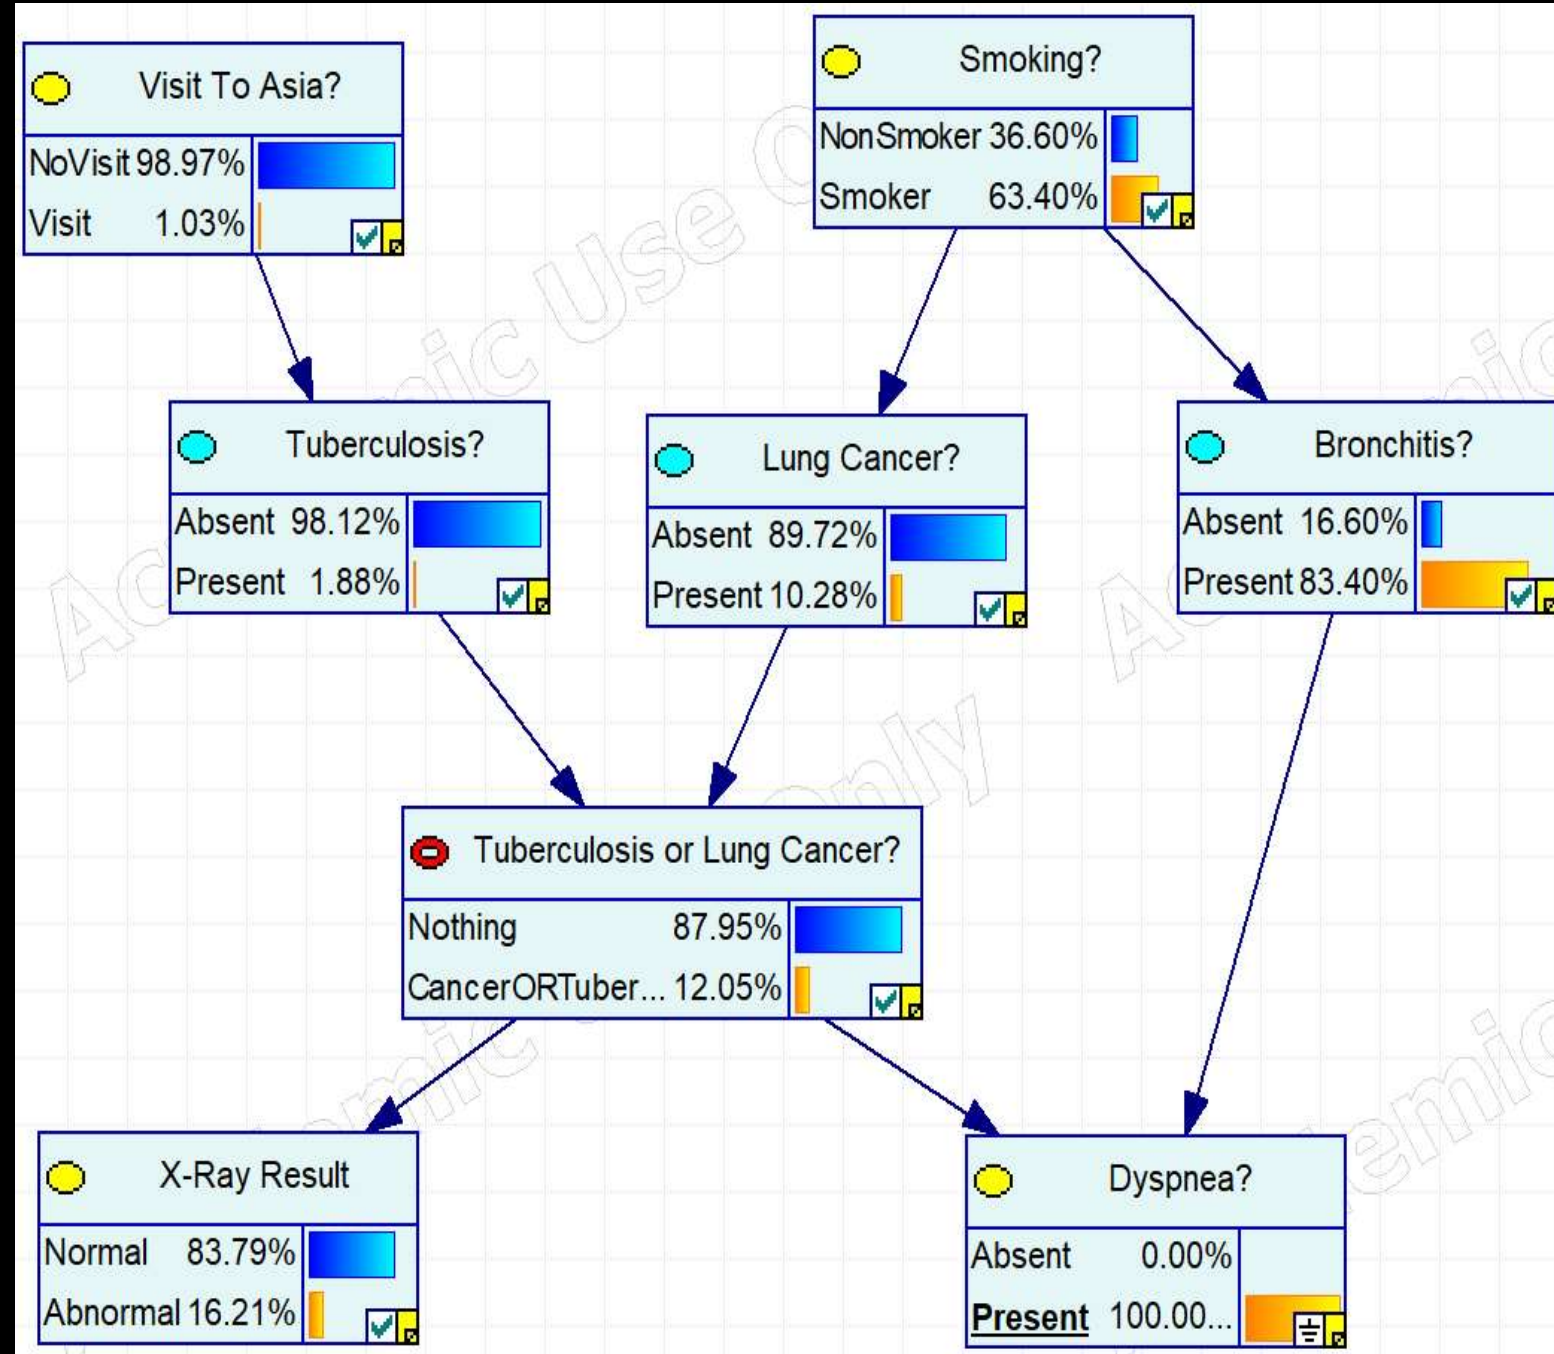 Visit To Asia?
NoVisit 98.97%
Visit 1.03%
Smoking?
NonSmoker 36.60%
Smoker 63.40%
Tuberculosis?
Absent 98.12%
Present 1.88%
Lung Cancer?
Absent 89.72%
Present 10.28%
Bronchitis?
Absent 16.60%
Present 83.40%
Tuberculosis or Lung Cancer?
Nothing 87.95%
CancerORTuber... 12.05%
X-Ray Result
Normal 83.79%
Abnormal 16.21%
Dyspnea?
Absent 0.00%
Present 100.00...